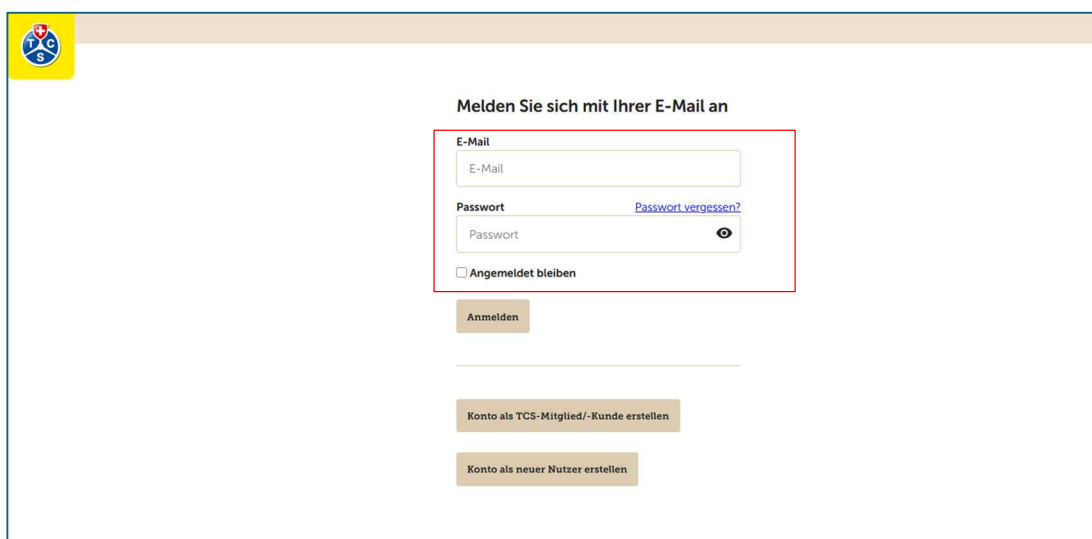 TCS
Melden Sie sich mit Ihrer E-Mail an
E-Mail
E-Mail
Passwort Passwort vergessen?
Passwort
Angemeldet bleiben
Anmelden
Konto als TCS-Mitglied/-Kunde erstellen
Konto als neuer Nutzer erstellen